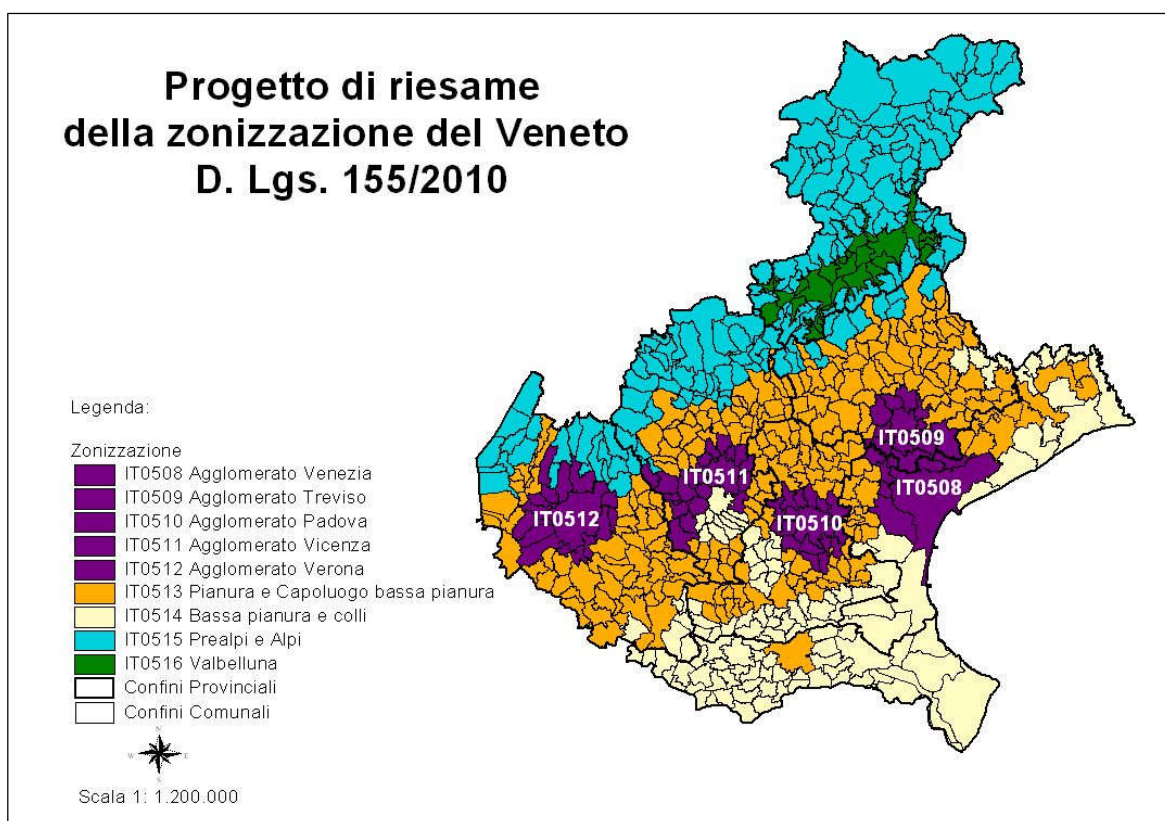 Progetto di riesame
della zonizzazione del Veneto
D. Lgs. 155/2010
IT0509
IT0511
IT0508
IT0512
IT0510
Legenda:
Zonizzazione
IT0508 Agglomerato Venezia
IT0509 Agglomerato Treviso
IT0510 Agglomerato Padova
IT0511 Agglomerato Vicenza
IT0512 Agglomerato Verona
IT0513 Pianura e Capoluogo bassa pianura
IT0514 Bassa pianura e colli
IT0515 Prealpi e Alpi
IT0516 Valbelluna
Confini Provinciali
Confini Comunali
N
W E
S
Scala 1: 1.200.000